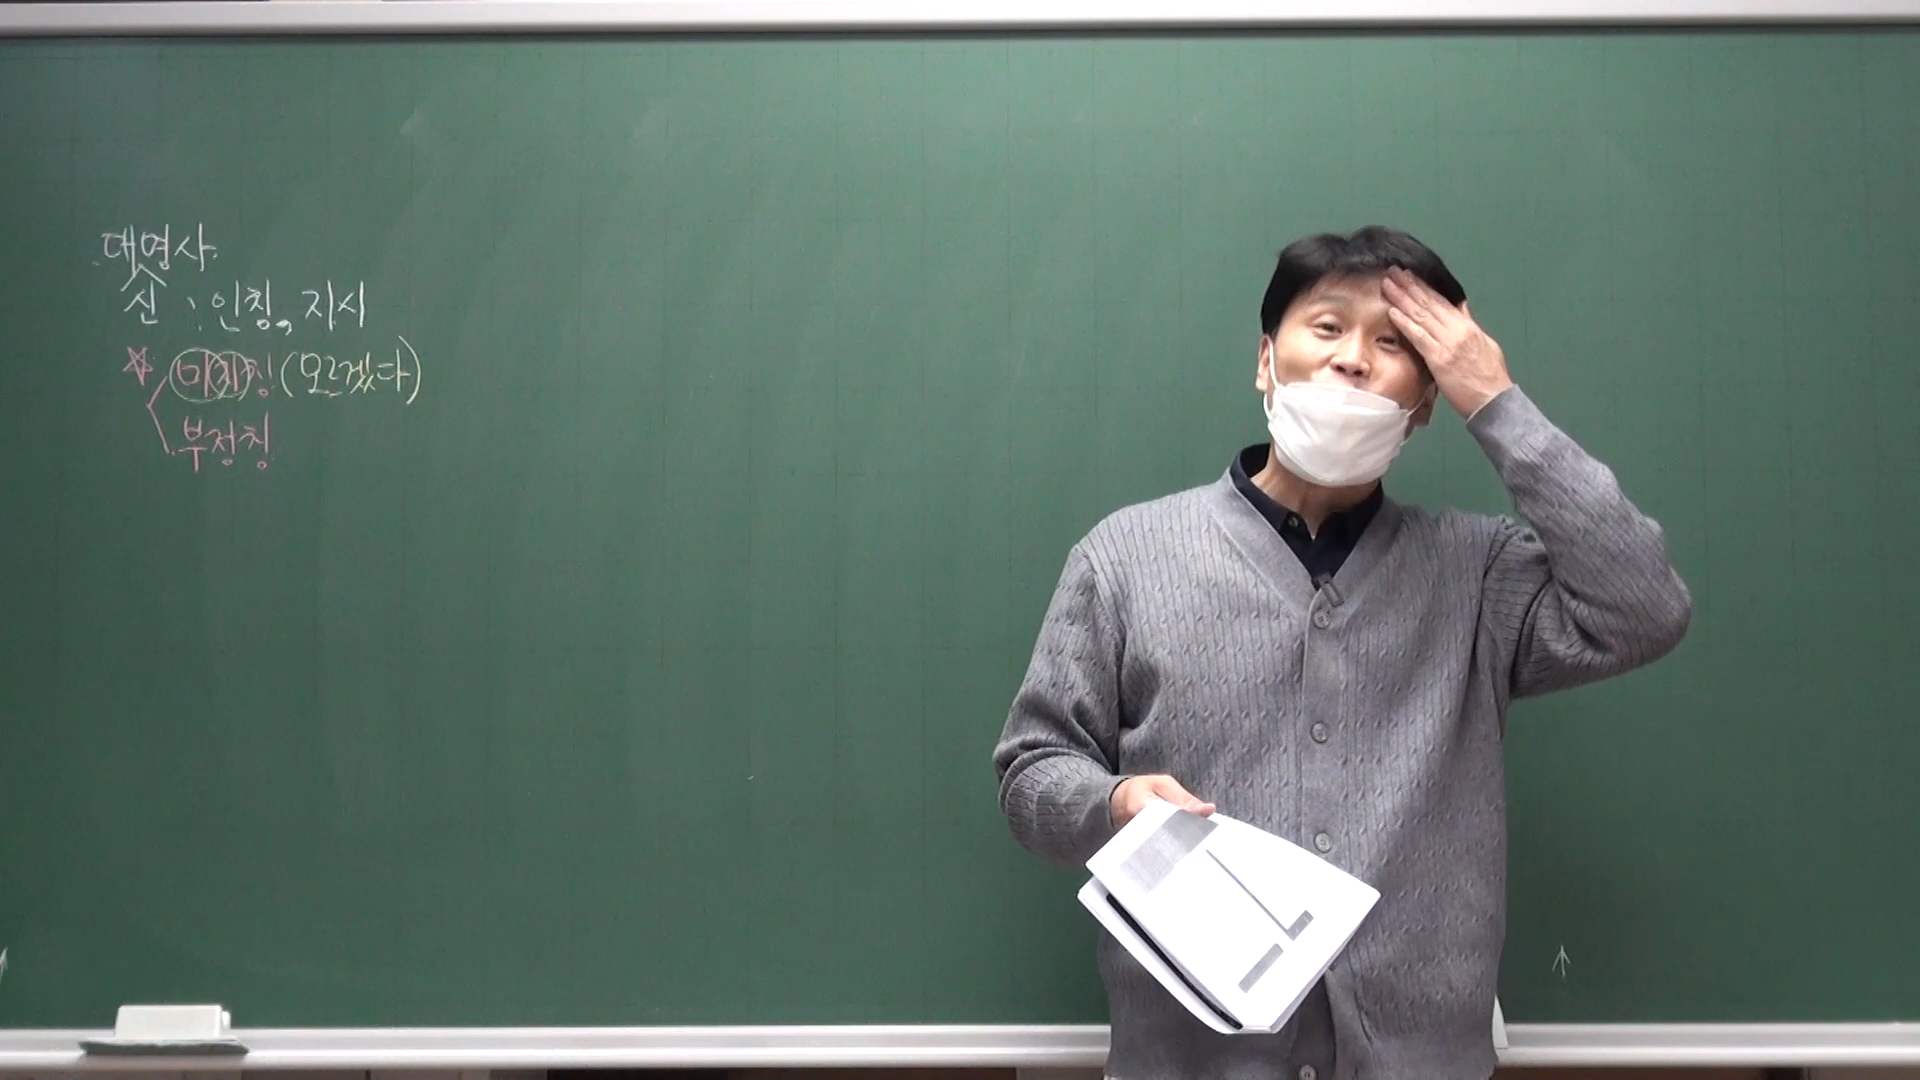 대명사
신 : 인칭, 지시
☆ 미지칭 (모르겠다)
부정칭